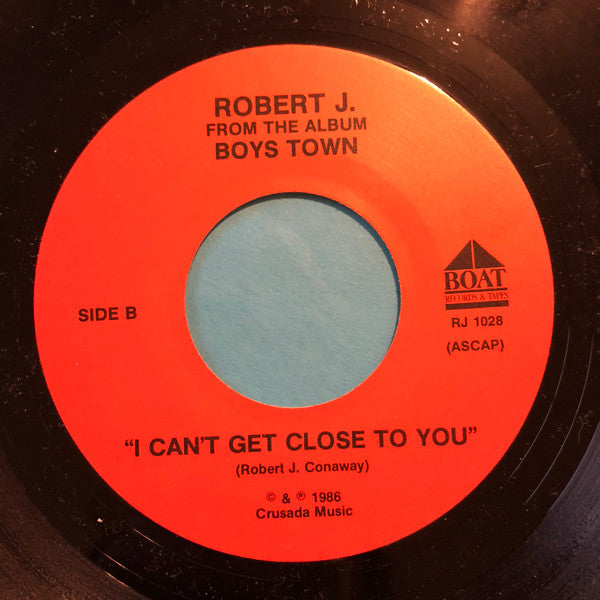 ROBERT J.
FROM THE ALBUM
BOYS TOWN
SIDE B
BOAT
RECORDS & TAPES
RJ 1028
(ASCAP)
"I CAN'T GET CLOSE TO YOU"
(Robert J. Conaway)
© & ℗ 1986
Crusada Music